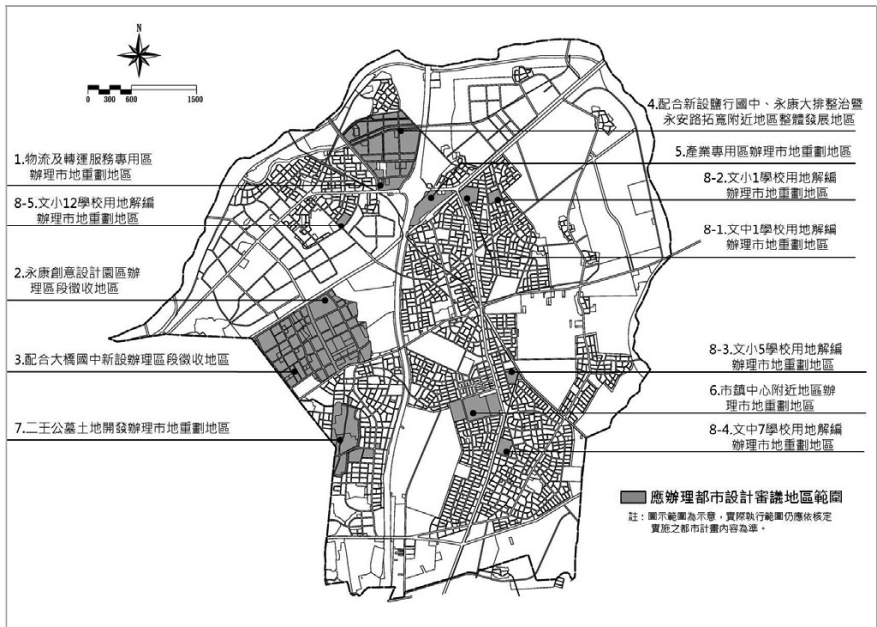 N
0 300 600 1500
1.物流及轉運服務專用區
辦理市地重劃地區
8-5.文小12學校用地解編
辦理市地重劃地區
2.永康創意設計園區辦
理區段徵收地區
3.配合大橋國中新設辦理區段徵收地區
7.二王公墓土地開發辦理市地重劃地區
4.配合新設鹽行國中、永康大排整治暨
永安路拓寬附近地區整體發展地區
5.產業專用區辦理市地重劃地區
8-2.文小1學校用地解編
辦理市地重劃地區
8-1.文中1學校用地解編
辦理市地重劃地區
8-3.文小5學校用地解編
辦理市地重劃地區
6.市鎮中心附近地區辦
理市地重劃地區
8-4.文中7學校用地解編
辦理市地重劃地區
應辦理都市設計審議地區範圍
註：圖示範圍為示意，實際執行範圍仍應依核定
實施之都市計畫內容為準。